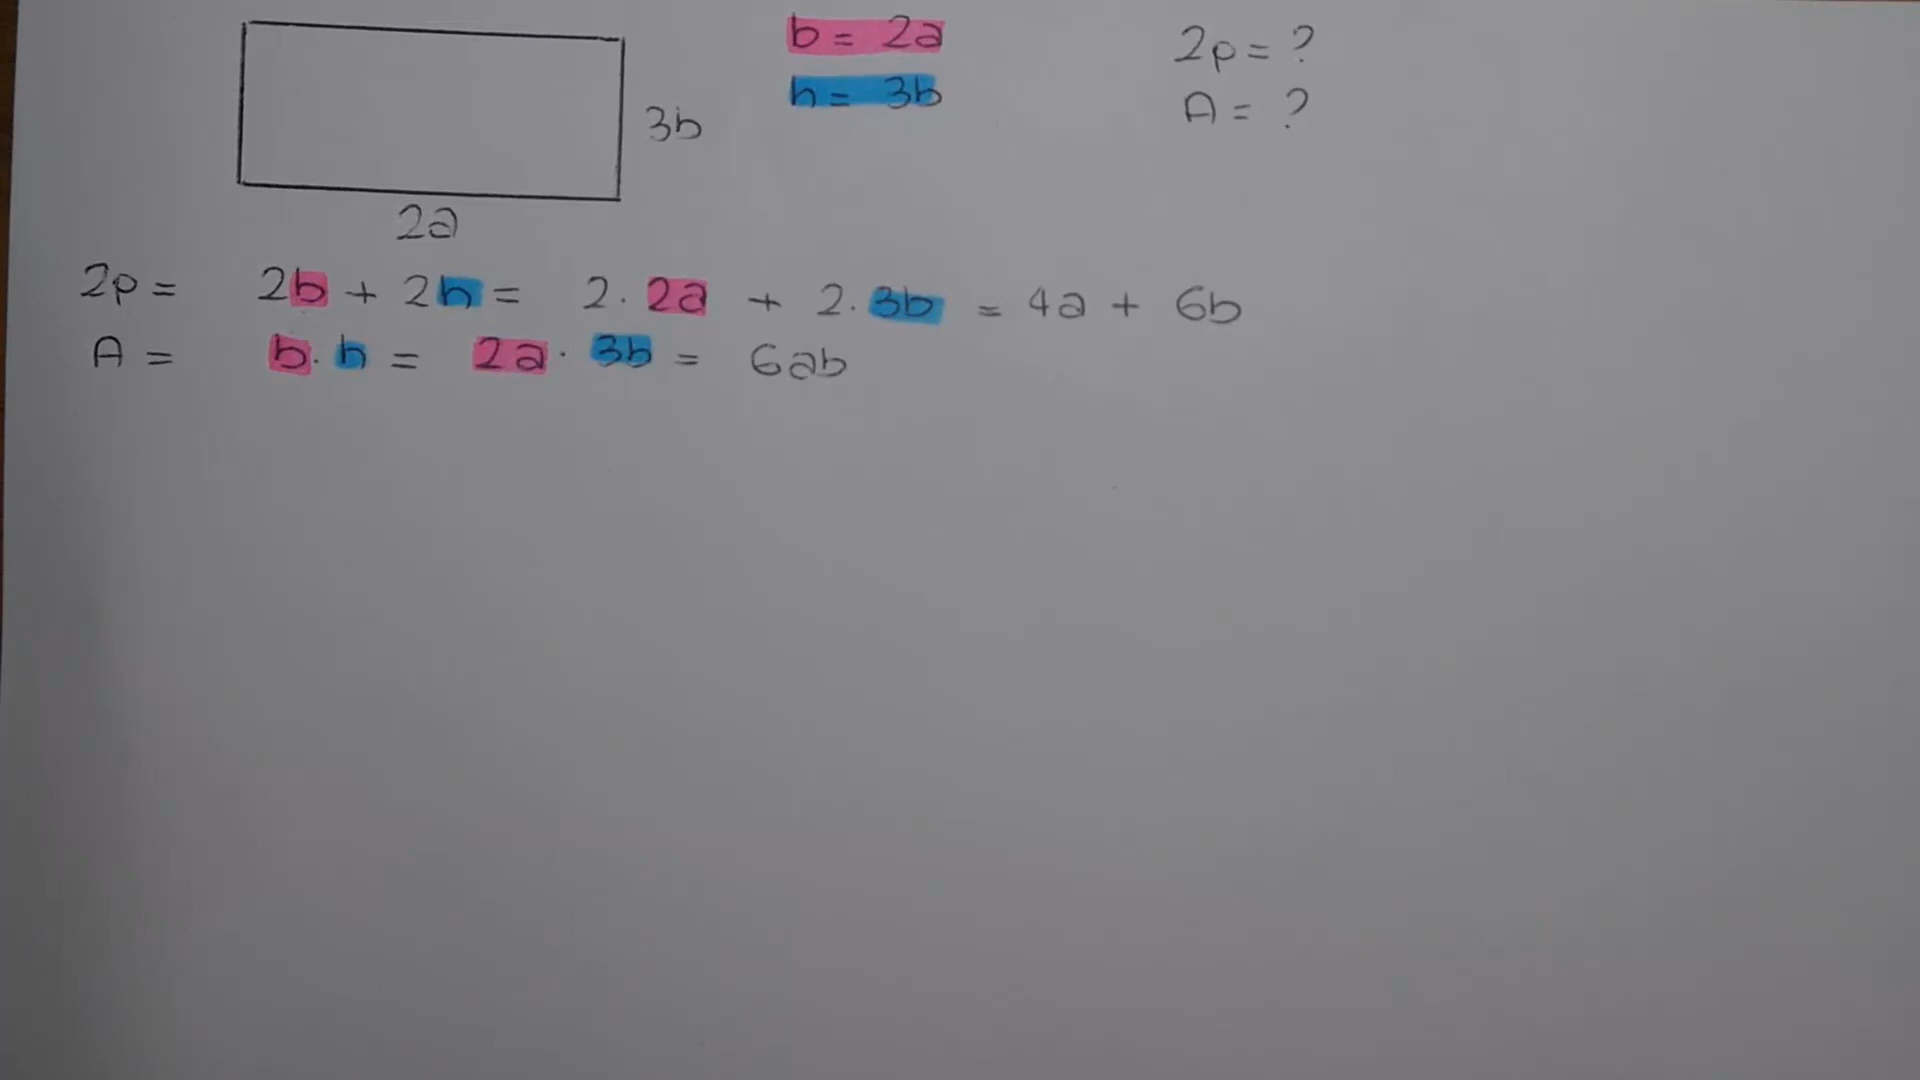 b = 2a
h = 3b
2p = ?
A = ?
3b
2a
2p = 2b + 2h = 2 · 2a + 2 · 3b = 4a + 6b
A = b · h = 2a · 3b = 6ab